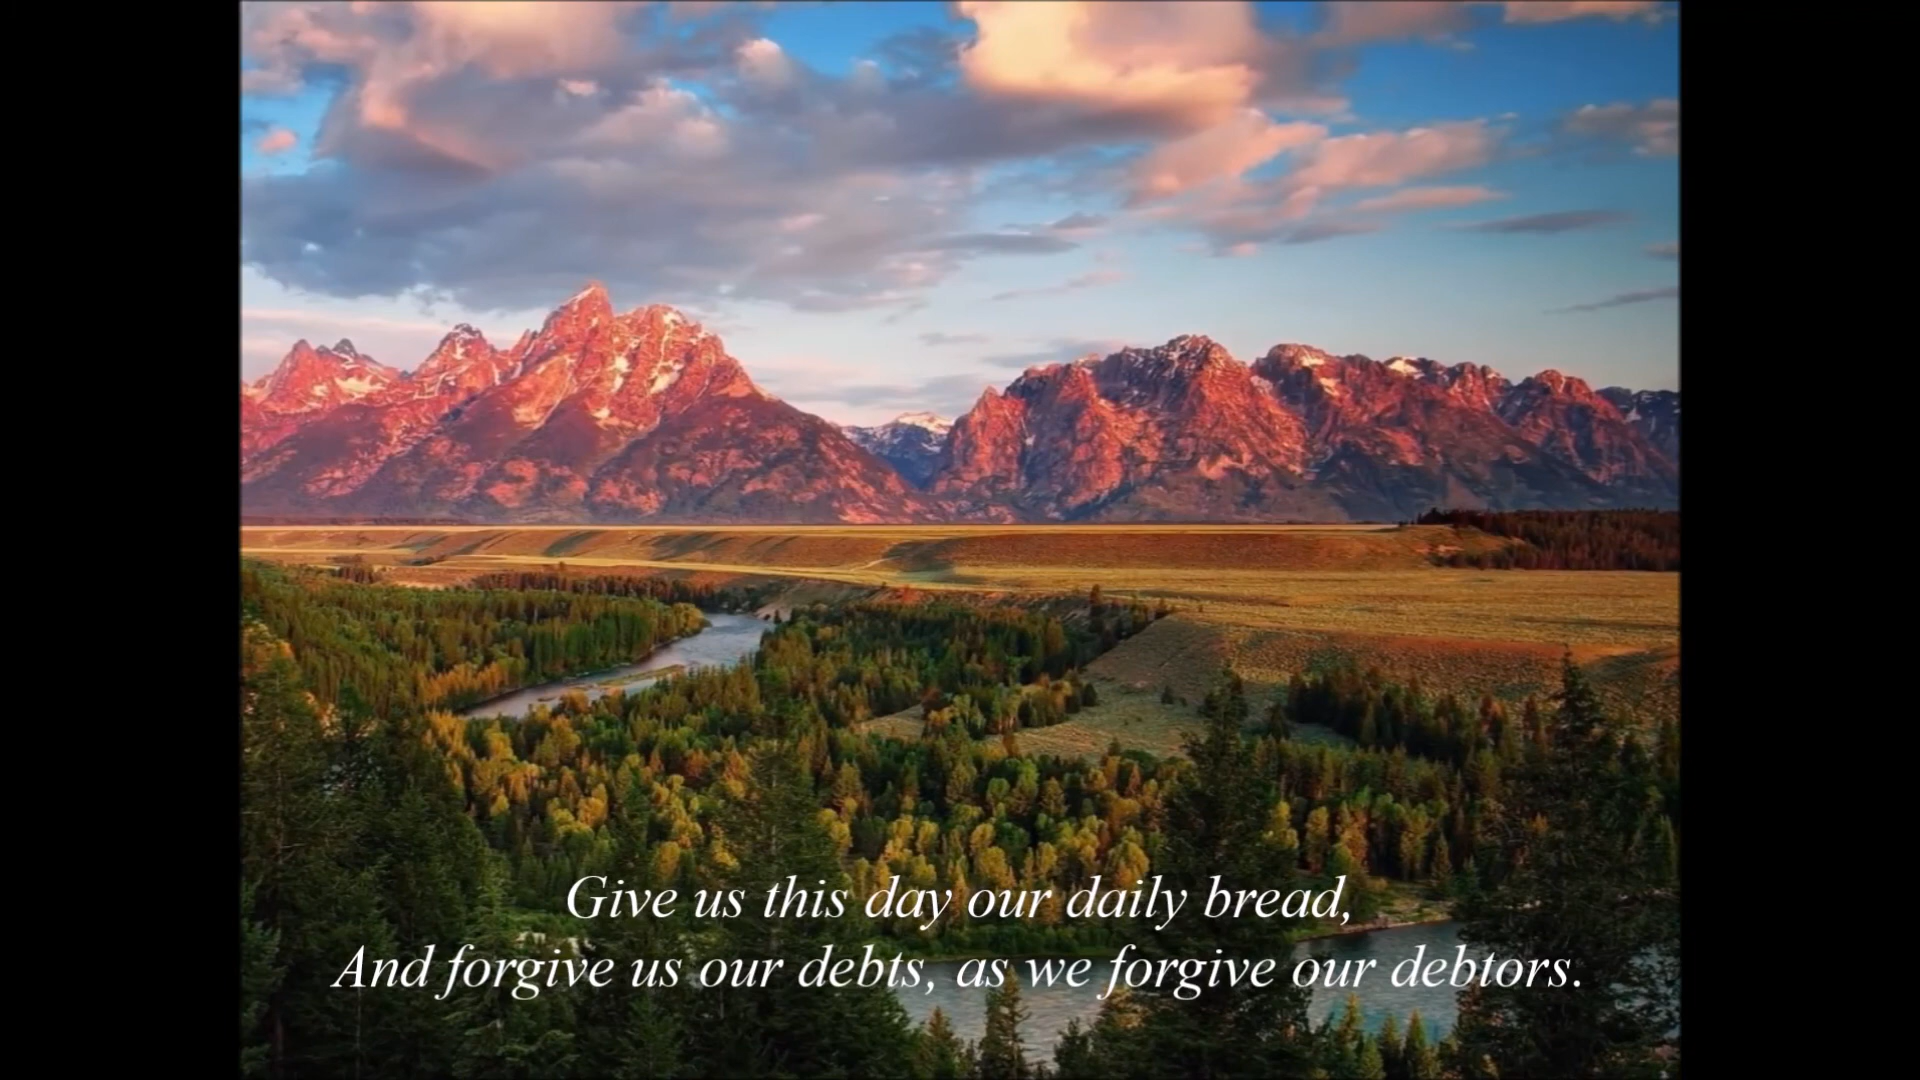 Give us this day our daily bread,
And forgive us our debts, as we forgive our debtors.